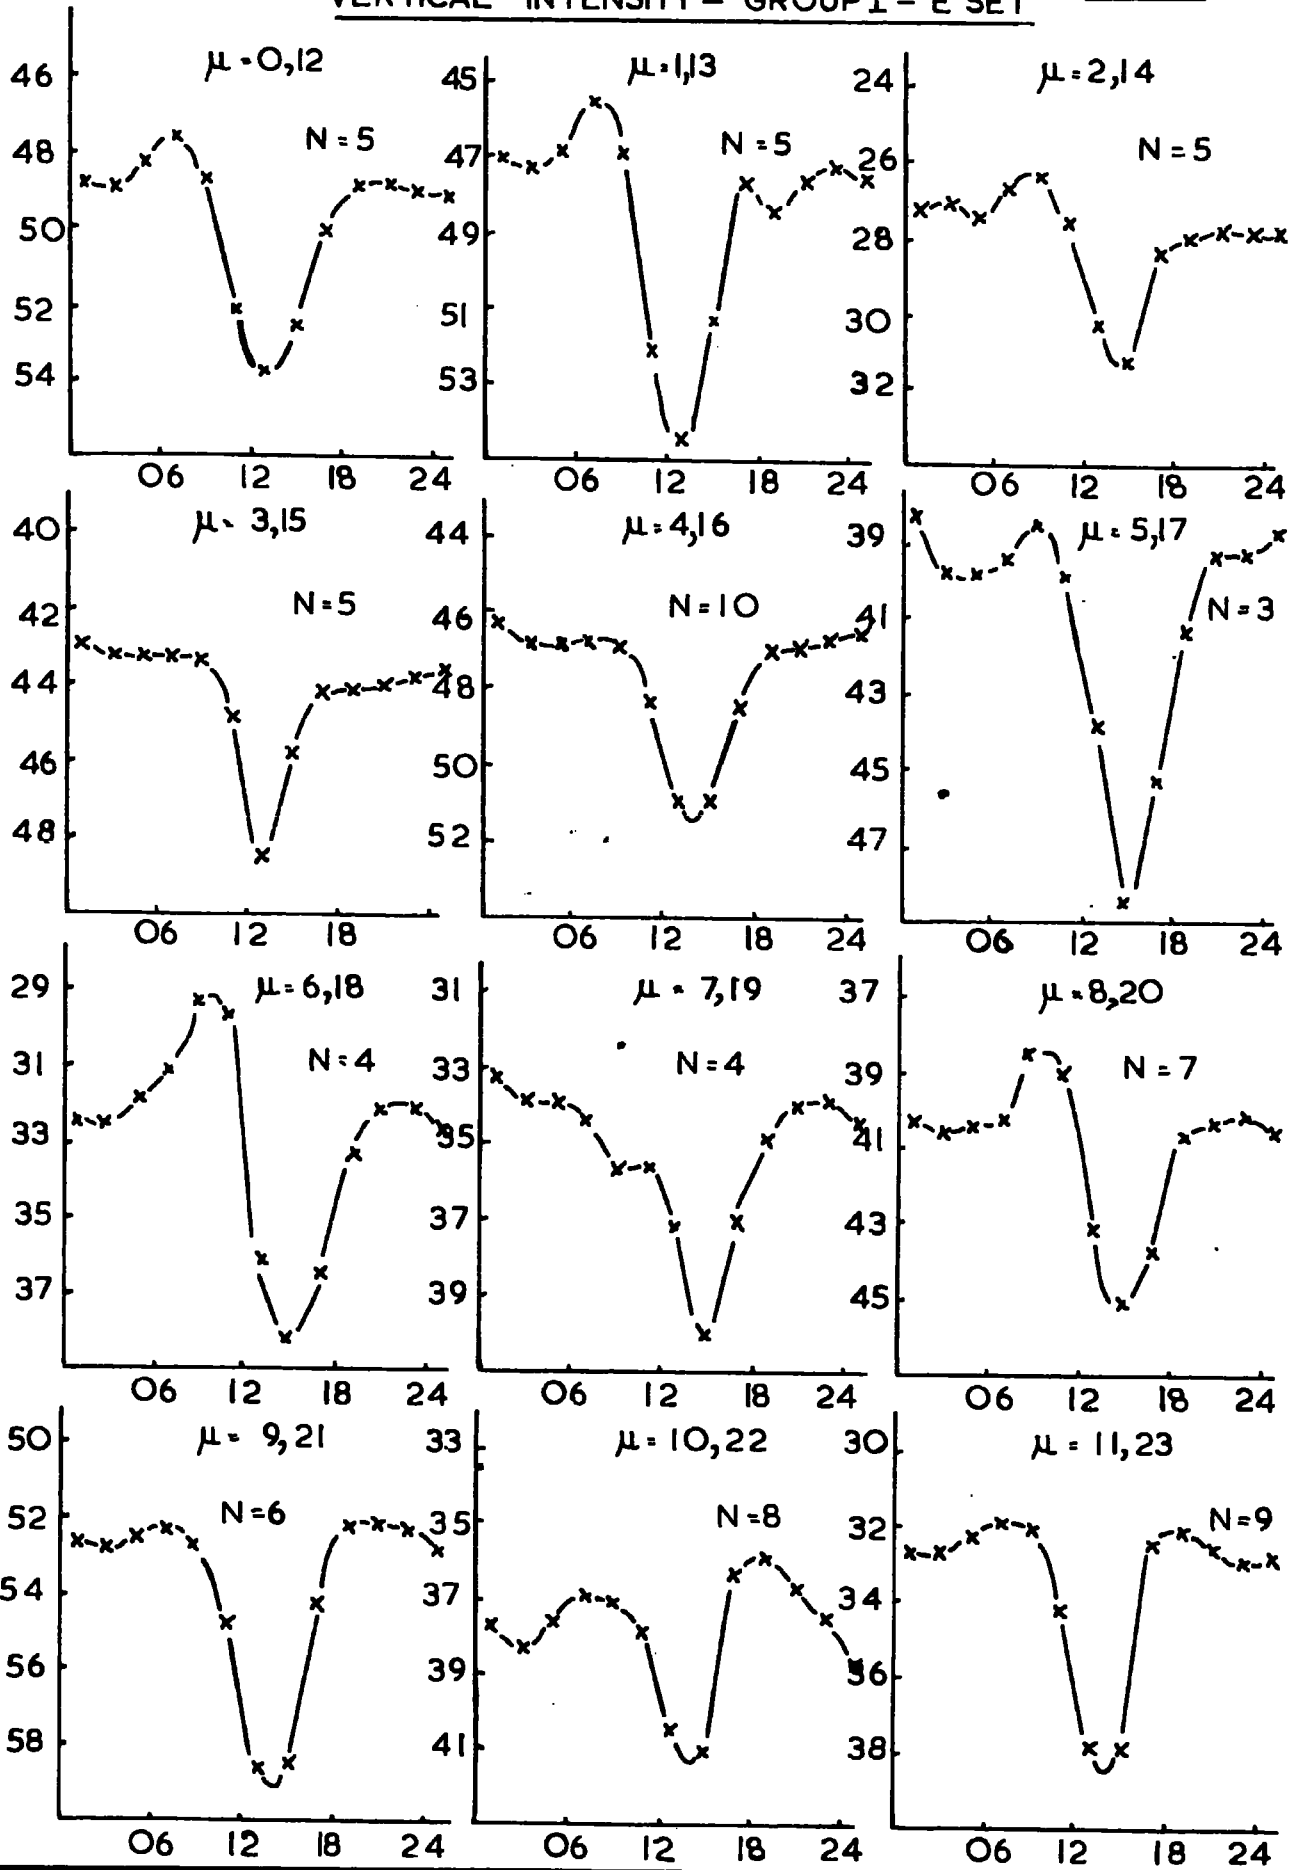 VERTICAL INTENSITY - GROUP I - E SET
μ = 0,12
N = 5
46
48
50
52
54
06 12 18 24
μ = 1,13
N = 5
45
47
49
51
53
06 12 18 24
μ = 2,14
N = 5
24
26
28
30
32
06 12 18 24
μ = 3,15
N = 5
40
42
44
46
48
06 12 18
μ = 4,16
N = 10
44
46
48
50
52
06 12 18 24
μ = 5,17
N = 3
39
41
43
45
47
06 12 18 24
μ = 6,18
N = 4
29
31
33
35
37
06 12 18 24
μ = 7,19
N = 4
31
33
35
37
39
06 12 18 24
μ = 8,20
N = 7
37
39
41
43
45
06 12 18 24
μ = 9,21
N = 6
50
52
54
56
58
06 12 18 24
μ = 10,22
N = 8
33
35
37
39
41
06 12 18 24
μ = 11,23
N = 9
30
32
34
36
38
06 12 18 24